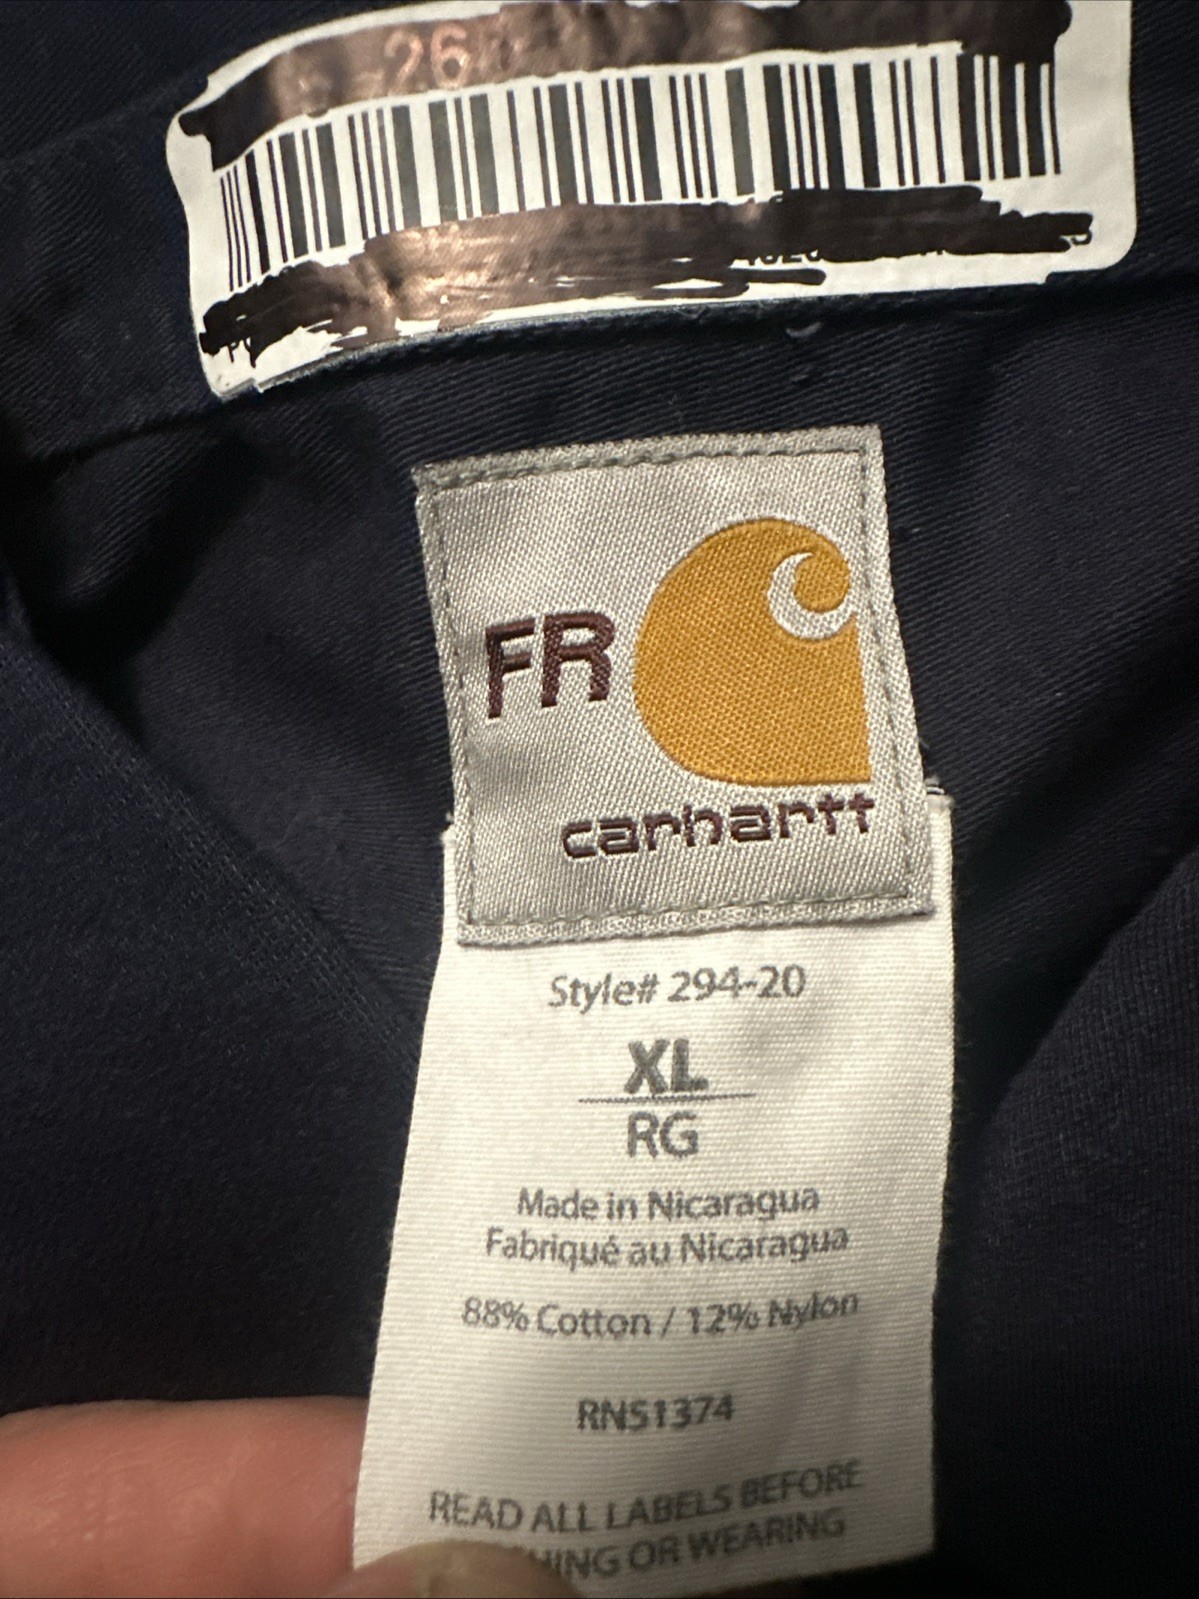 26
FR
carhartt
Style# 294-20
XL
RG
Made in Nicaragua
Fabriqué au Nicaragua
88% Cotton / 12% Nylon
RN51374
READ ALL LABELS BEFORE
OR WEARING